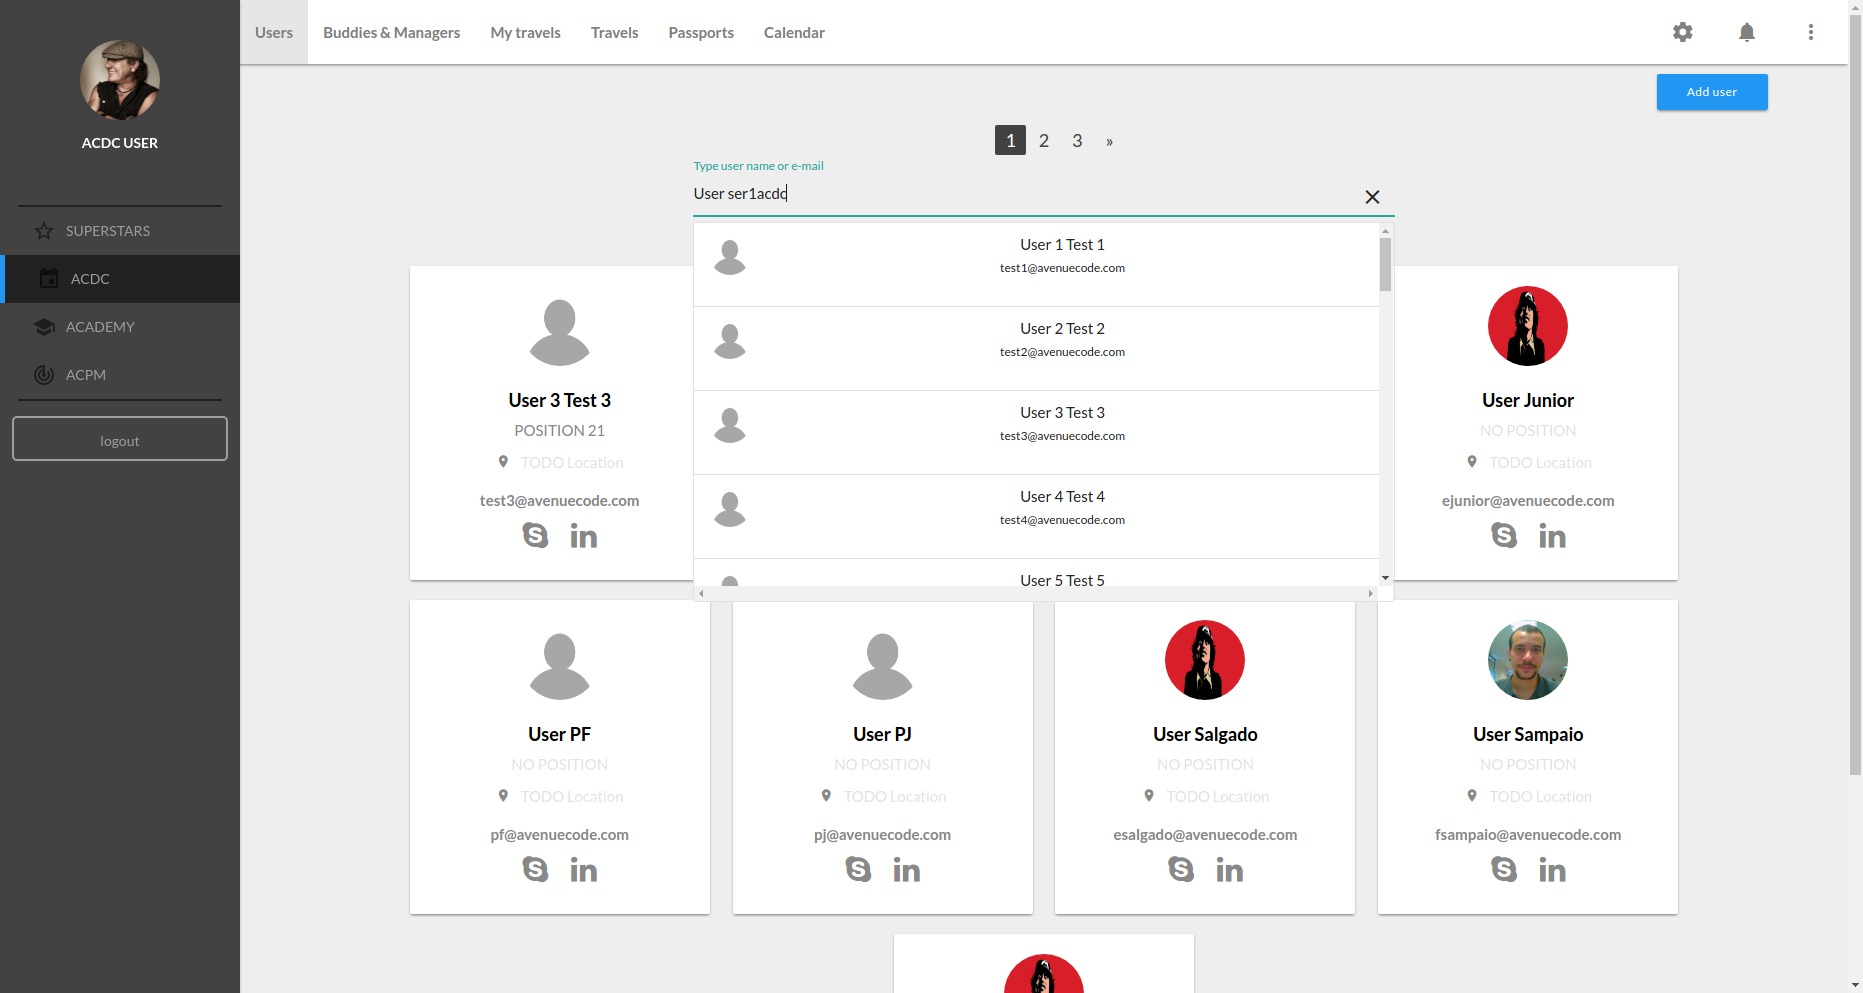 ACDC USER
SUPERSTARS
ACDC
ACADEMY
ACPM
logout
Users Buddies & Managers My travels Travels Passports Calendar
Add user
1 2 3 »
Type user name or e-mail
User ser1acdc
User 1 Test 1
test1@avenuecode.com
User 2 Test 2
test2@avenuecode.com
User 3 Test 3
test3@avenuecode.com
User 4 Test 4
test4@avenuecode.com
User 5 Test 5
User 3 Test 3
POSITION 21
TODO Location
test3@avenuecode.com
in
User Junior
NO POSITION
TODO Location
ejunior@avenuecode.com
in
User PF
NO POSITION
TODO Location
pf@avenuecode.com
in
User PJ
NO POSITION
TODO Location
pj@avenuecode.com
in
User Salgado
NO POSITION
TODO Location
esalgado@avenuecode.com
in
User Sampaio
NO POSITION
TODO Location
fsampaio@avenuecode.com
in